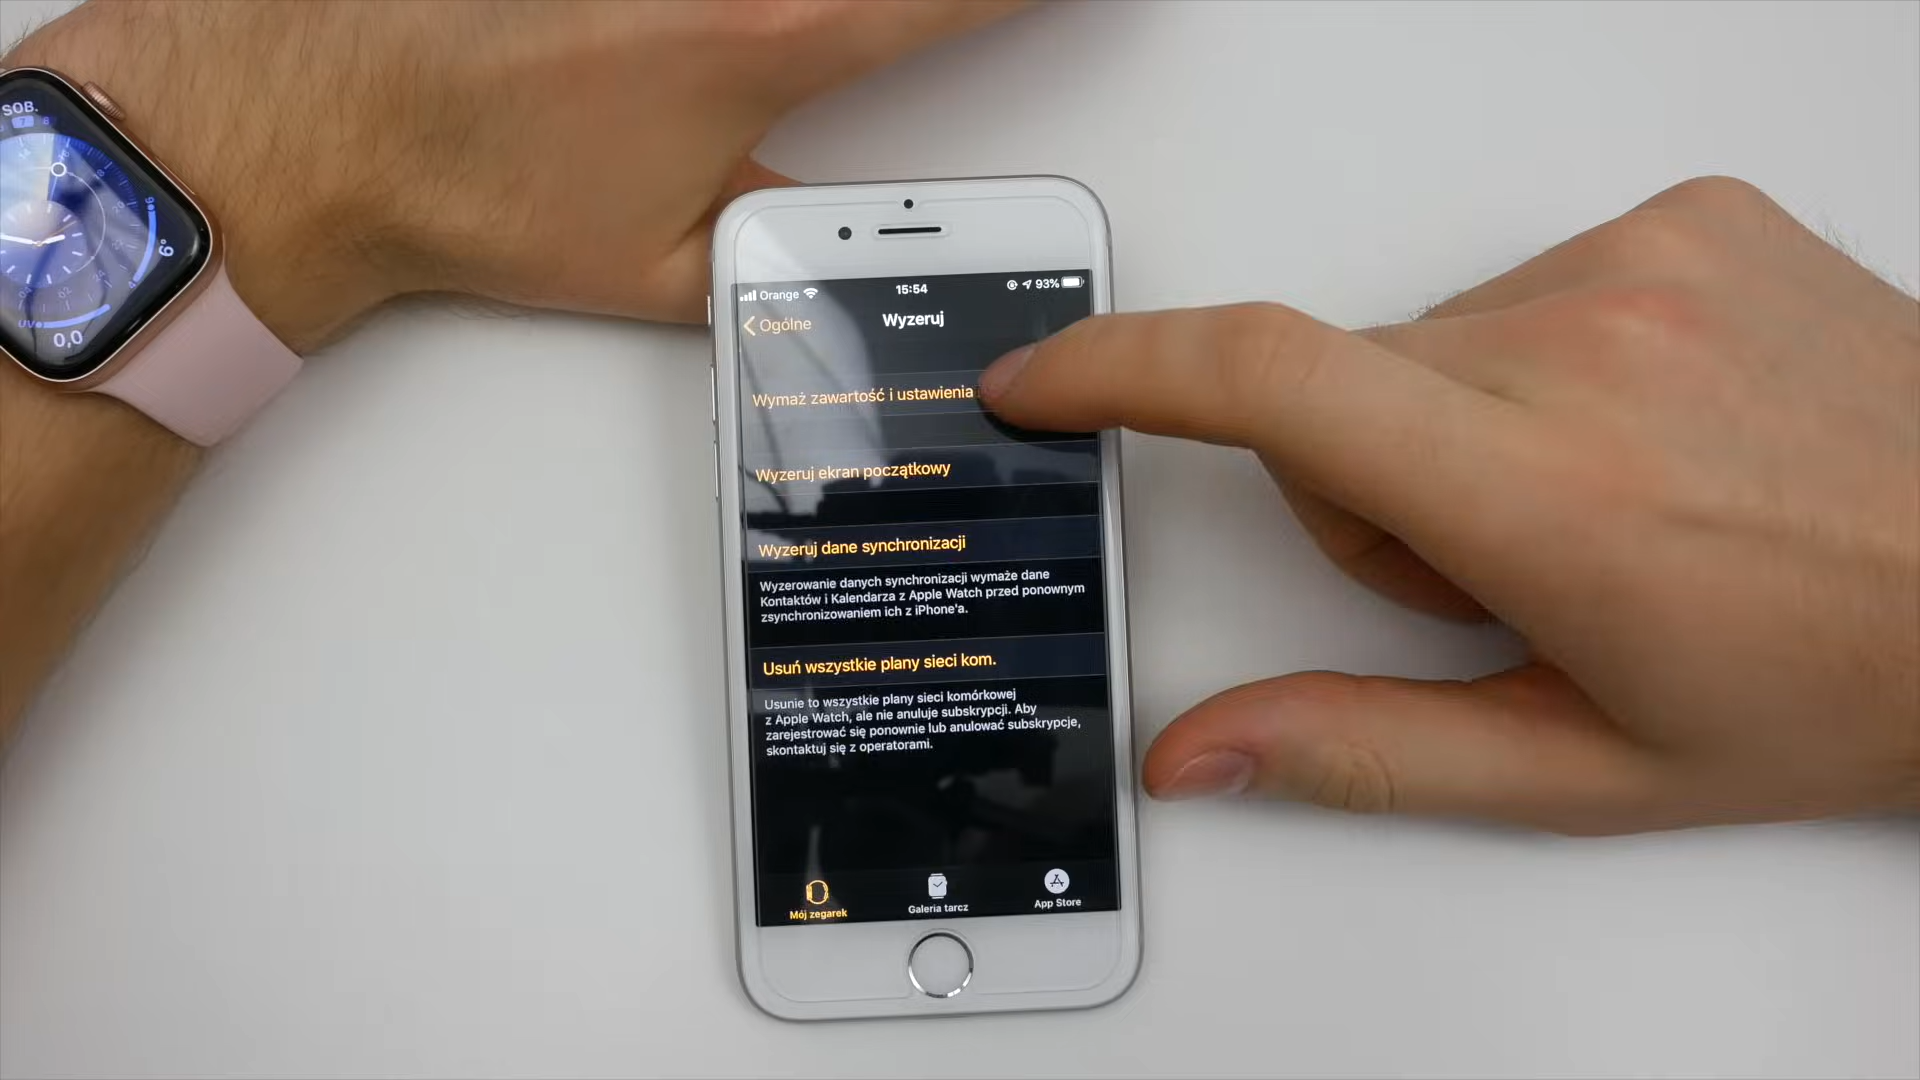 SOB.
7
6°
UV
0,0
Orange 15:54 93%
Ogólne Wyzeruj
Wymaż zawartość i ustawienia
Wyzeruj ekran początkowy
Wyzeruj dane synchronizacji
Wyzerowanie danych synchronizacji wymaże dane
Kontaktów i Kalendarza z Apple Watch przed ponownym
zsynchronizowaniem ich z iPhone'a.
Usuń wszystkie plany sieci kom.
Usunie to wszystkie plany sieci komórkowej
z Apple Watch, ale nie anuluje subskrypcji. Aby
zarejestrować się ponownie lub anulować subskrypcje,
skontaktuj się z operatorami.
Mój zegarek Galeria tarcz App Store